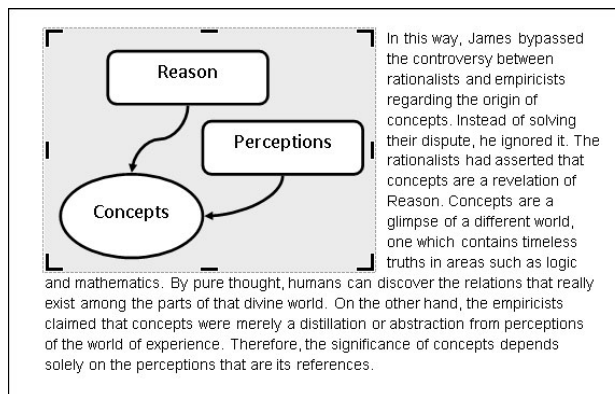 Reason
Perceptions
Concepts
In this way, James bypassed
the controversy between
rationalists and empiricists
regarding the origin of
concepts. Instead of solving
their dispute, he ignored it. The
rationalists had asserted that
concepts are a revelation of
Reason. Concepts are a
glimpse of a different world,
one which contains timeless
truths in areas such as logic
and mathematics. By pure thought, humans can discover the relations that really
exist among the parts of that divine world. On the other hand, the empiricists
claimed that concepts were merely a distillation or abstraction from perceptions
of the world of experience. Therefore, the significance of concepts depends
solely on the perceptions that are its references.